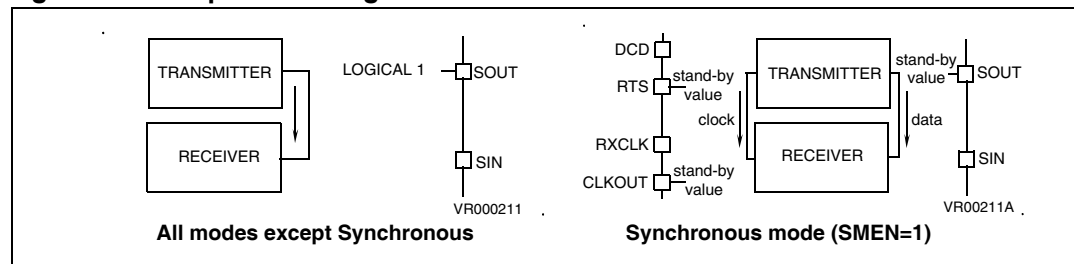 TRANSMITTER
LOGICAL 1
SOUT
RECEIVER
SIN
VR000211
All modes except Synchronous
DCD
RTS
stand-by
value
TRANSMITTER
stand-by
value
SOUT
clock
data
RXCLK
RECEIVER
SIN
CLKOUT
stand-by
value
VR00211A
Synchronous mode (SMEN=1)